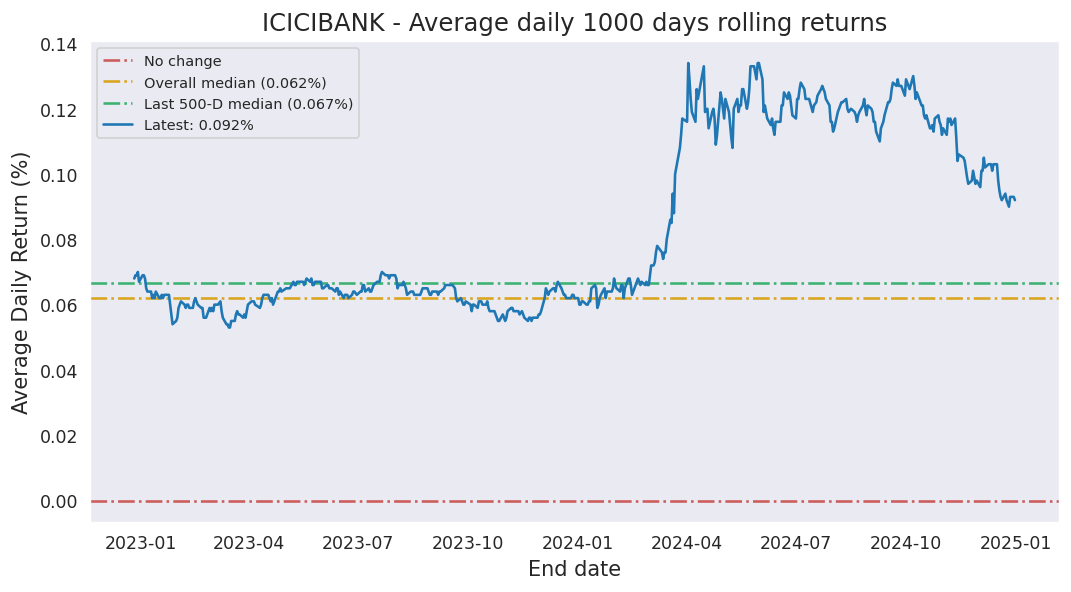 ICICIBANK - Average daily 1000 days rolling returns
No change
Overall median (0.062%)
Last 500-D median (0.067%)
Latest: 0.092%
Average Daily Return (%)
0.14
0.12
0.10
0.08
0.06
0.04
0.02
0.00
2023-01 2023-04 2023-07 2023-10 2024-01 2024-04 2024-07 2024-10 2025-01
End date